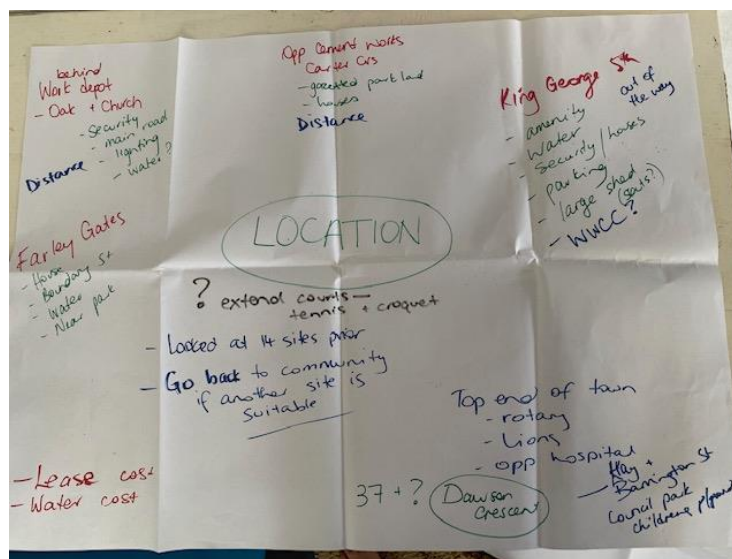 behind
Work depot
- Oak + Church
- Security
- main road
- lighting
- water?
Distance
Opp Cement Works
Carter Crs
- gazetted park land
- houses
Distance
King George 5th
out of
the way
- amenity
- Water
- Security/houses
- parking
- large shed
(seats?)
- WWCC?
LOCATION
Farley Gates
- House
- Boundary St
- Water
- Near park
? extend courts -
tennis + croquet
- Looked at 14 sites prior
- Go back to community
if another site is
suitable
Top end of town
- rotary
- Lions
- opp hospital
Hay +
- Barrington St
Council park
childrens p/ground
- Lease cost
- Water cost
37 + ?
Dawson
Crescent